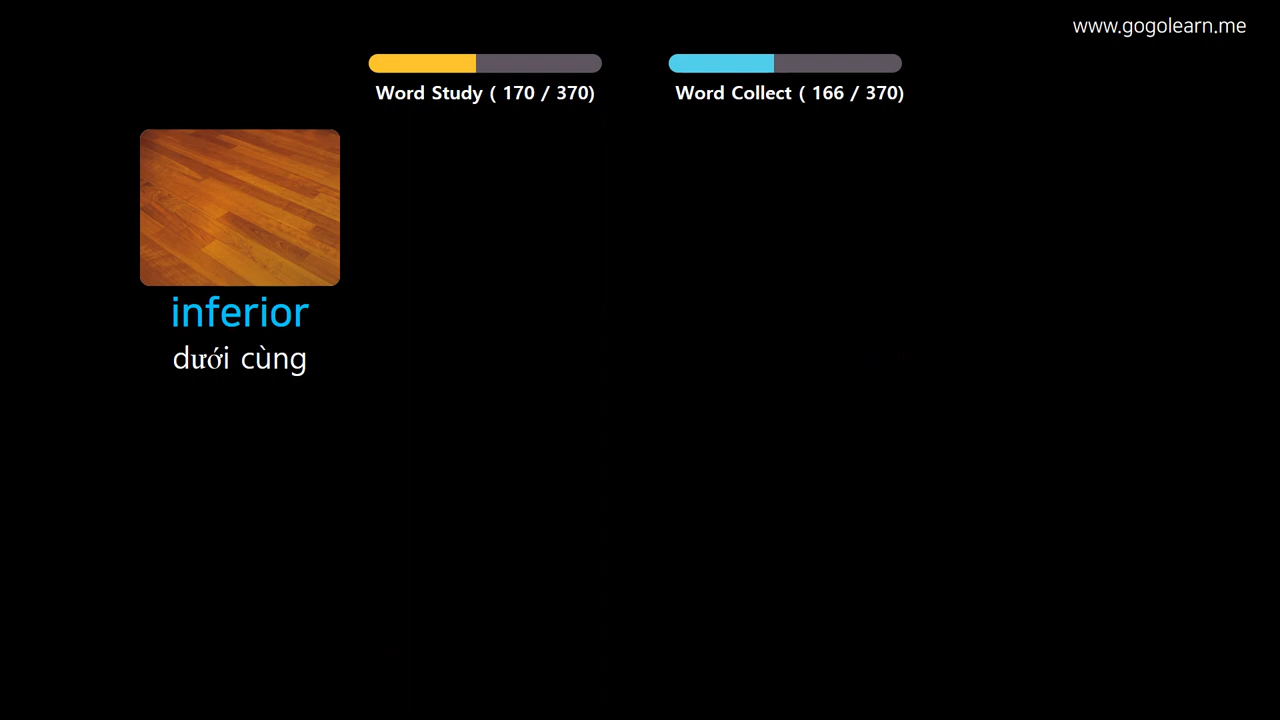 www.gogolearn.me
Word Study ( 170 / 370)
Word Collect ( 166 / 370)
inferior
dưới cùng